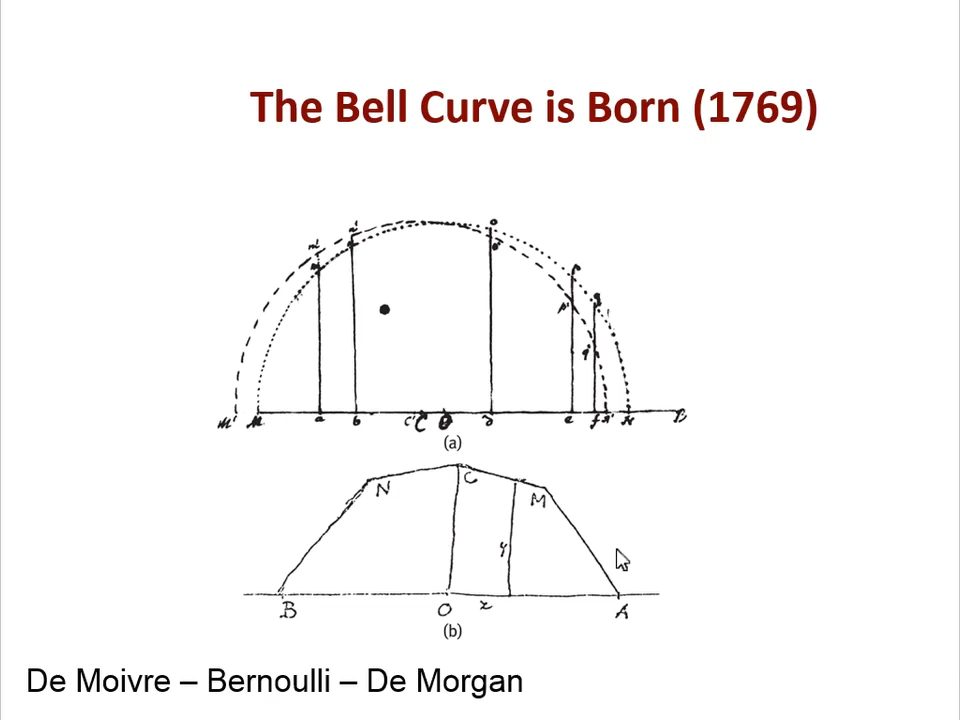 The Bell Curve is Born (1769)
n'
o
m'
m
o'
p
p'
q
q'
M' M a b C' C O d e f N' N B
(a)
N C M
y
B O x A
(b)
De Moivre – Bernoulli – De Morgan